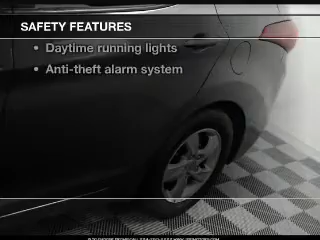 SAFETY FEATURES
• Daytime running lights
• Anti-theft alarm system